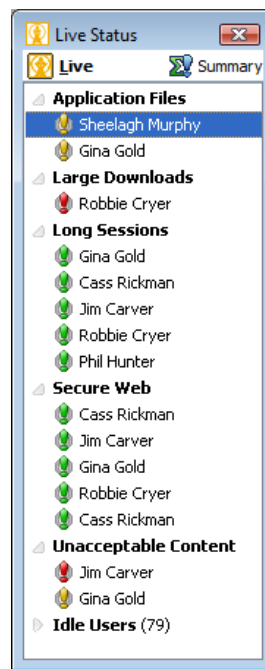 Live Status
Live Summary
Application Files
Sheelagh Murphy
Gina Gold
Large Downloads
Robbie Cryer
Long Sessions
Gina Gold
Cass Rickman
Jim Carver
Robbie Cryer
Phil Hunter
Secure Web
Cass Rickman
Jim Carver
Gina Gold
Robbie Cryer
Cass Rickman
Unacceptable Content
Jim Carver
Gina Gold
Idle Users (79)